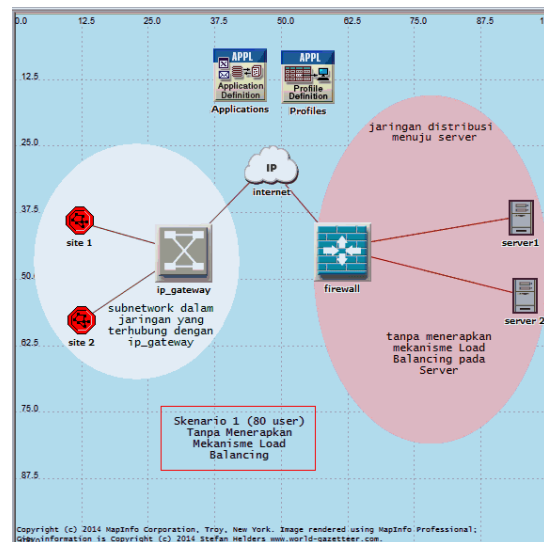 0.0 12.5 25.0 37.5 50.0 62.5 75.0 87.5
12.5
APPL
Application
Definition
Applications
APPL
Profile
Definition
Profiles
25.0
jaringan distribusi
menuju server
IP
internet
37.5
site 1
server1
50.0
ip_gateway
firewall
subnetwork dalam
jaringan yang
terhubung dengan
ip_gateway
site 2
server 2
62.5
tanpa menerapkan
mekanisme Load
Balancing pada
Server
75.0
Skenario 1 (80 user)
Tanpa Menerapkan
Mekanisme Load
Balancing
87.5
Copyright (c) 2014 MapInfo Corporation, Troy, New York. Image rendered using MapInfo Professional;
information is Copyright (c) 2014 Stefan Helders www.world-gazetteer.com.